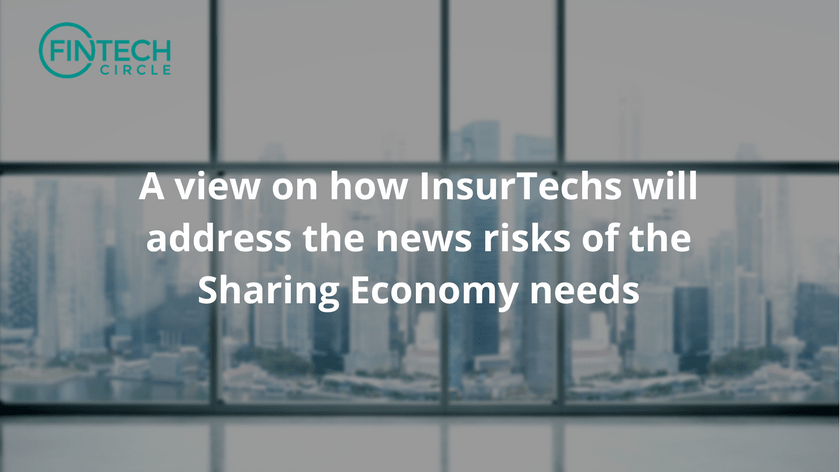 FINTECH
CIRCLE
A view on how InsurTechs will
address the news risks of the
Sharing Economy needs